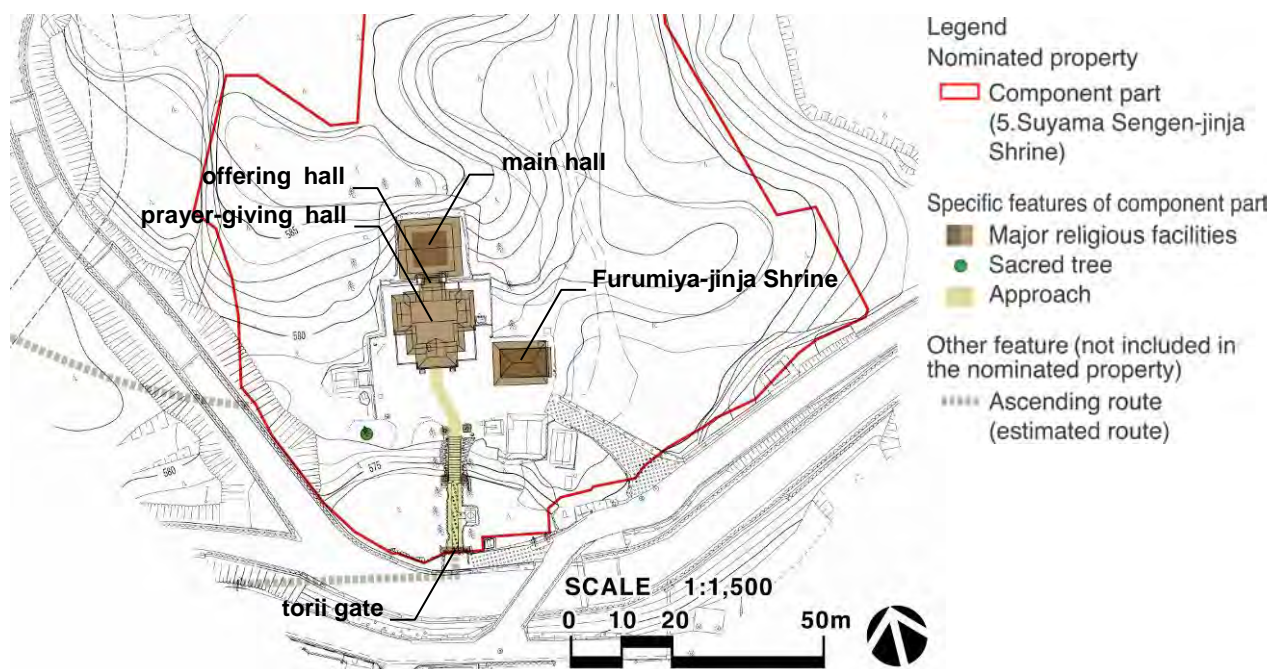 offering hall
main hall
prayer-giving hall
585
Furumiya-jinja Shrine
580
580
575
torii gate
SCALE 1:1,500
0 10 20 50m
Legend
Nominated property
Component part
(5.Suyama Sengen-jinja
Shrine)
Specific features of component part
Major religious facilities
Sacred tree
Approach
Other feature (not included in
the nominated property)
Ascending route
(estimated route)